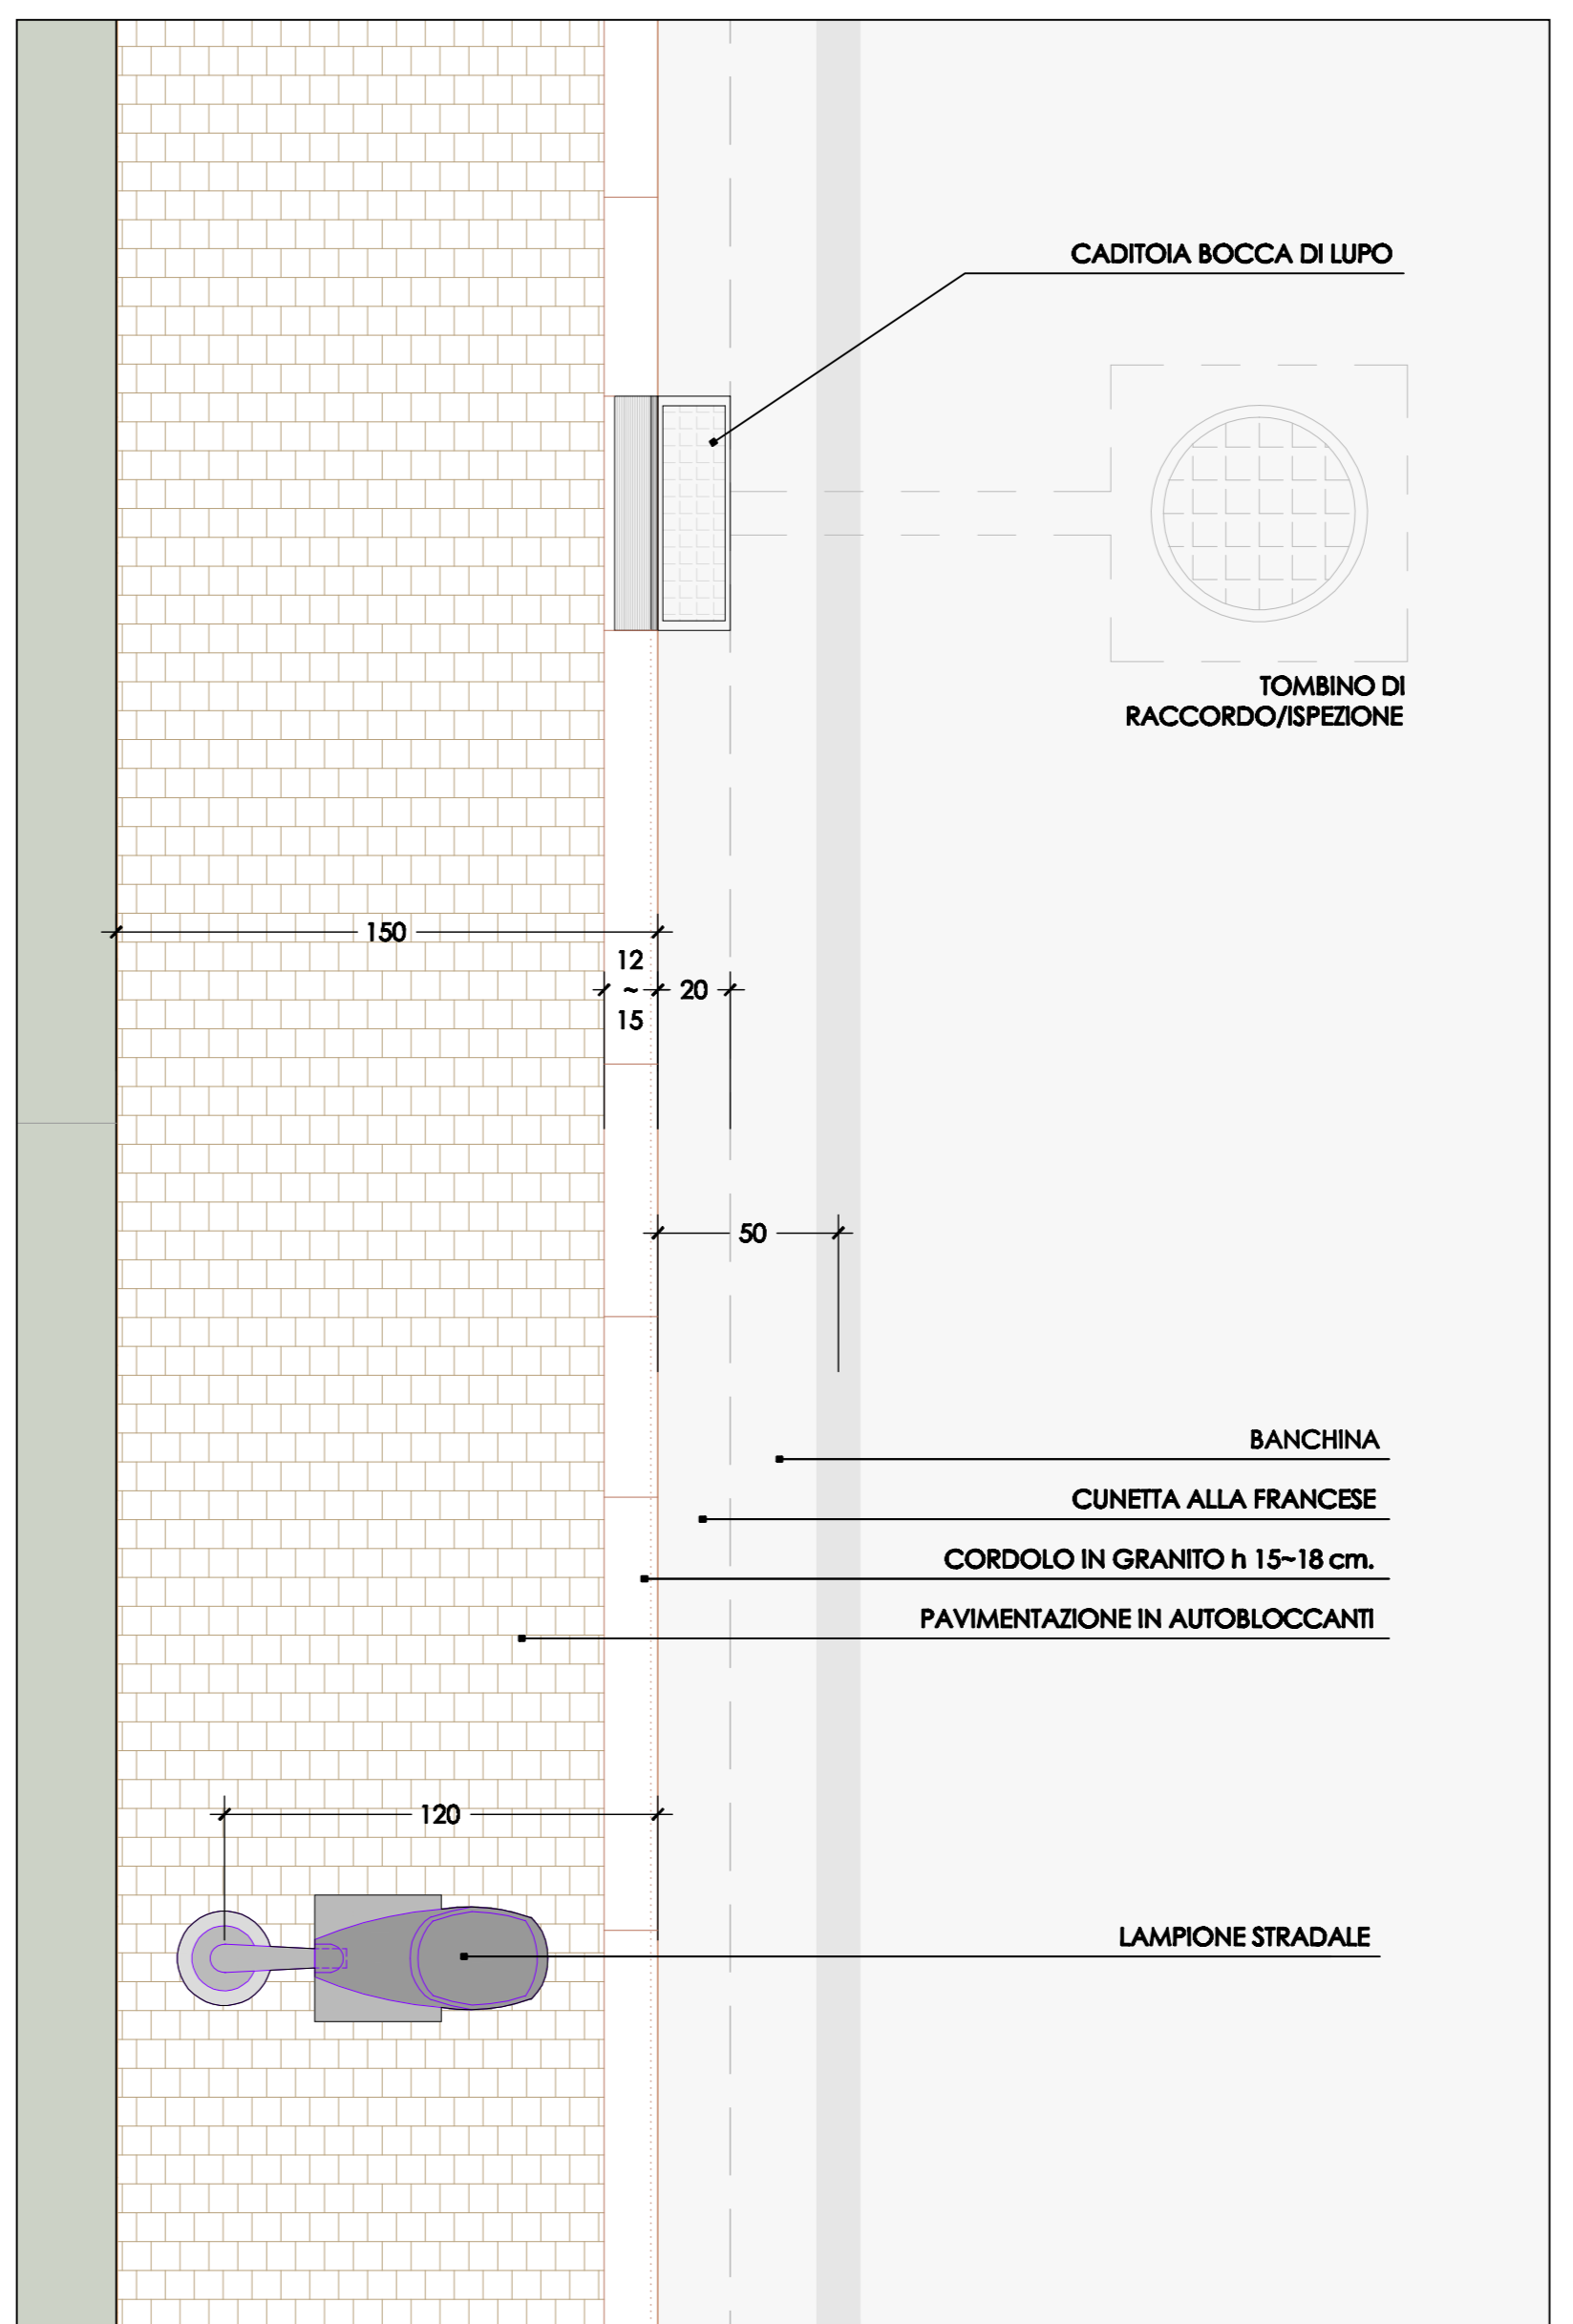 CADITOIA BOCCA DI LUPO
TOMBINO DI
RACCORDO/ISPEZIONE
150
12
~
15
20
50
BANCHINA
CUNETTA ALLA FRANCESE
CORDOLO IN GRANITO h 15~18 cm.
PAVIMENTAZIONE IN AUTOBLOCCANTI
120
LAMPIONE STRADALE